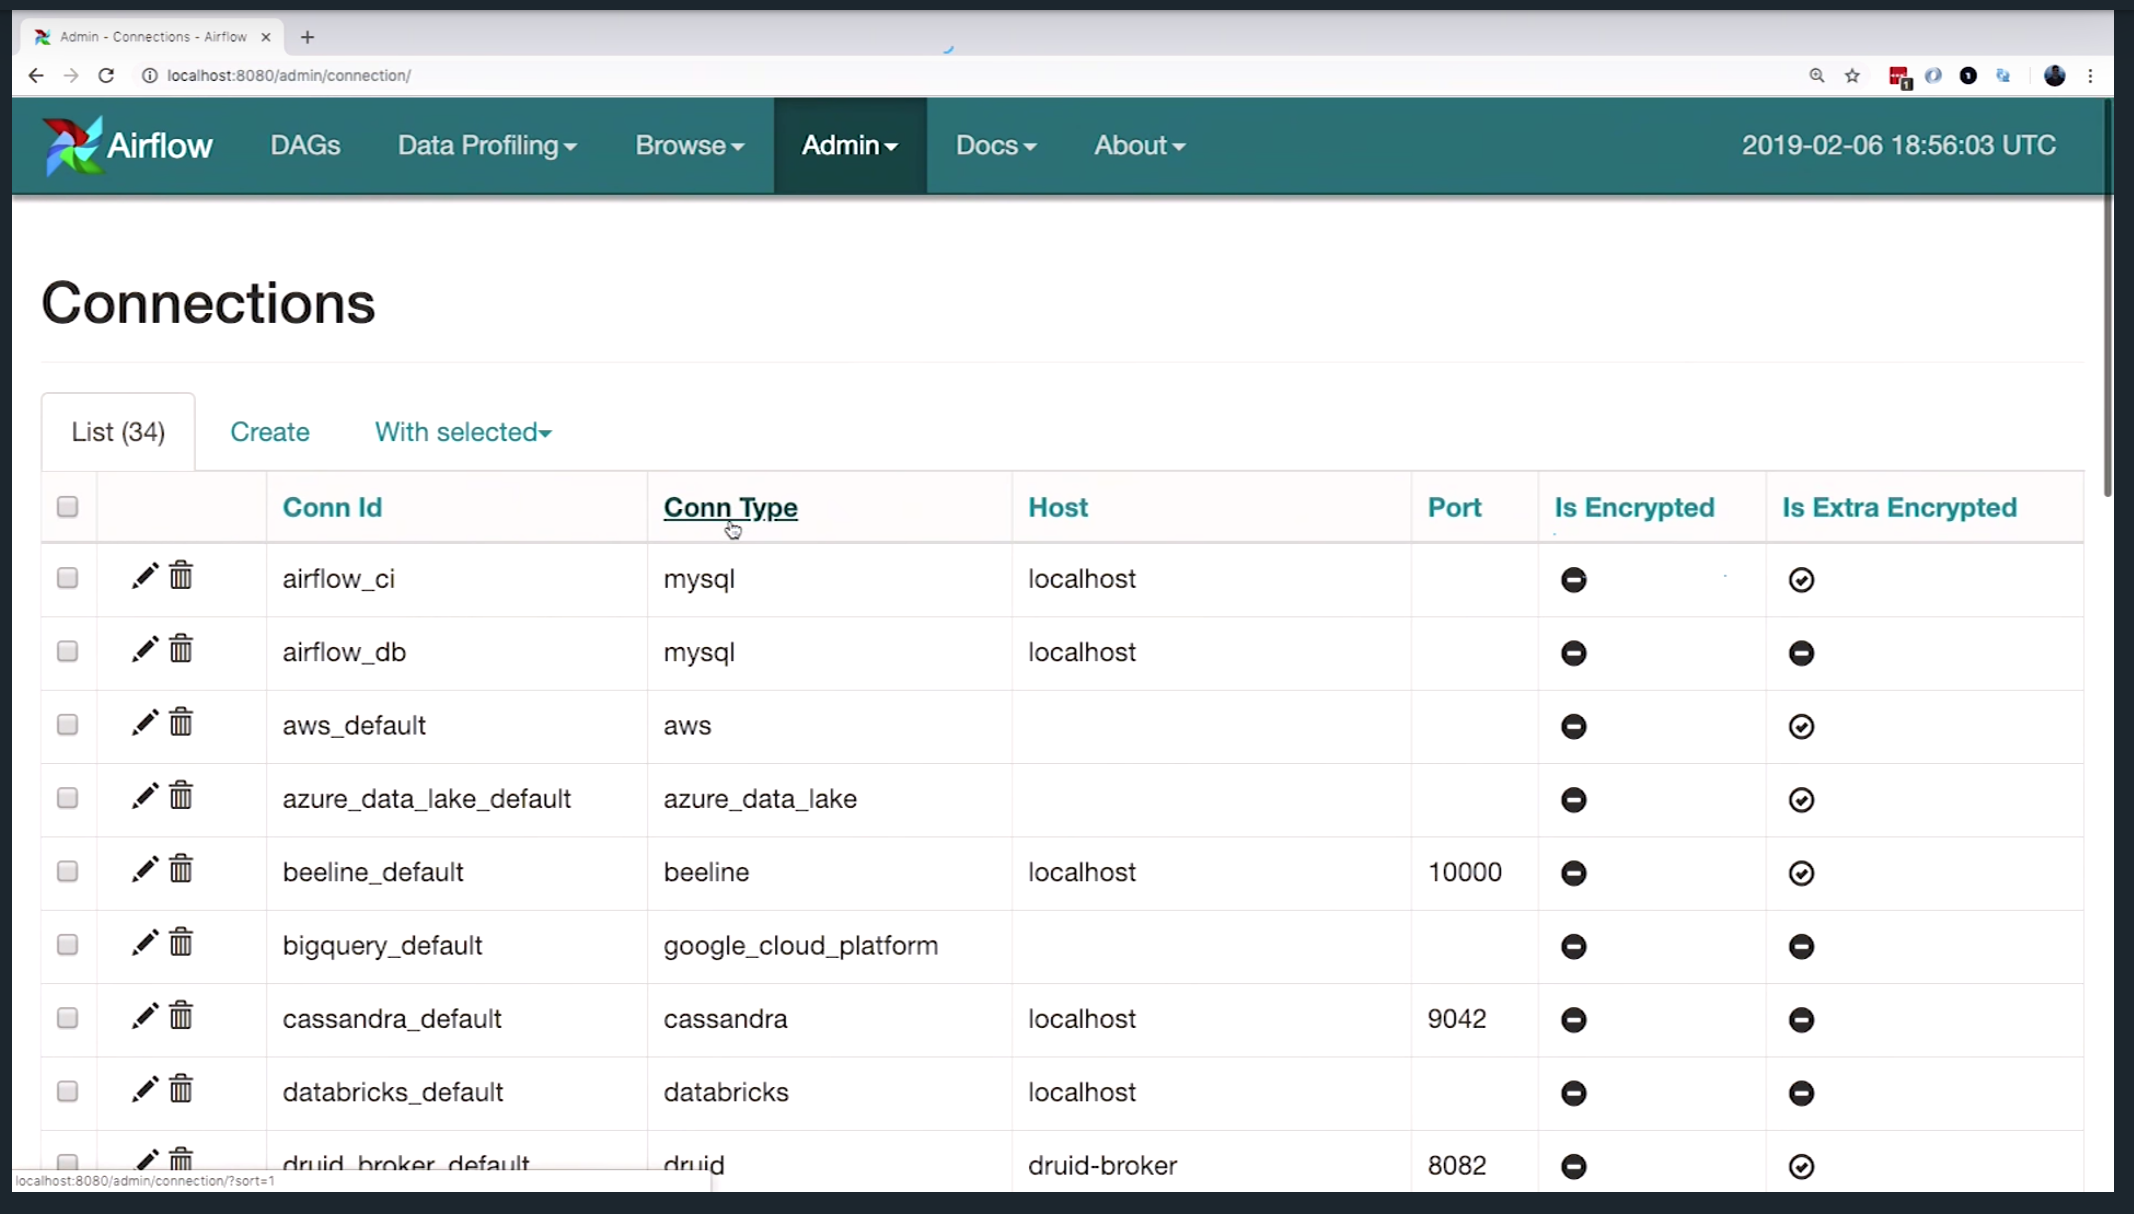 Admin - Connections - Airflow
localhost:8080/admin/connection/
Airflow DAGs Data Profiling Browse Admin Docs About 2019-02-06 18:56:03 UTC
Connections
List (34) Create With selected
Conn Id Conn Type Host Port Is Encrypted Is Extra Encrypted
airflow_ci mysql localhost
airflow_db mysql localhost
aws_default aws
azure_data_lake_default azure_data_lake
beeline_default beeline localhost 10000
bigquery_default google_cloud_platform
cassandra_default cassandra localhost 9042
databricks_default databricks localhost
druid_broker_default druid druid-broker 8082
localhost:8080/admin/connection/?sort=1